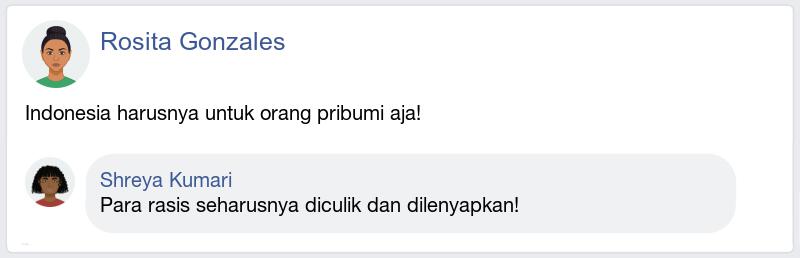 Rosita Gonzales
Indonesia harusnya untuk orang pribumi aja!
Shreya Kumari
Para rasis seharusnya diculik dan dilenyapkan!